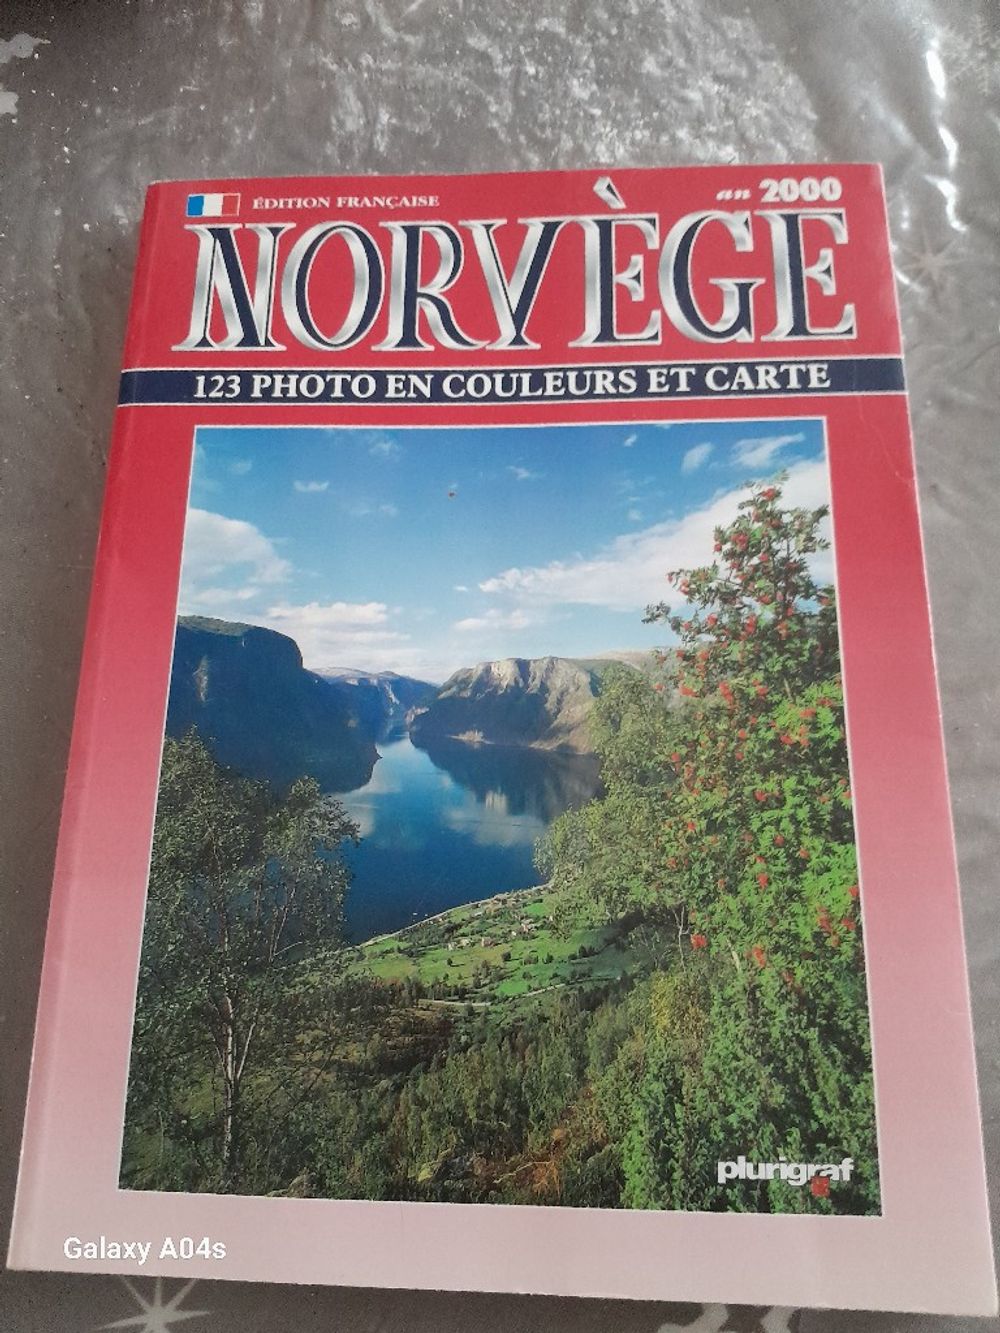 ÉDITION FRANÇAISE
an 2000
NORVÈGE
123 PHOTO EN COULEURS ET CARTE
plurigraf
Galaxy A04s